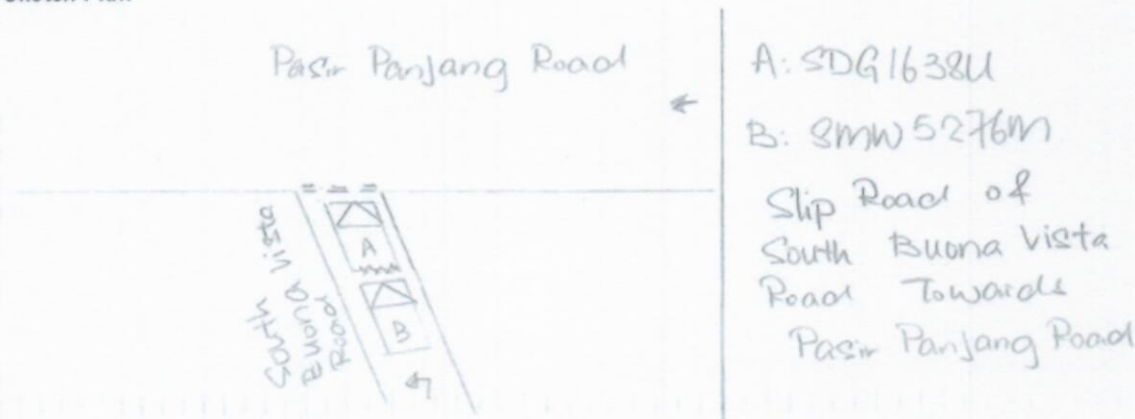 Pasir Panjang Road
A: SDG1638U
B: SMW5276M
Slip Road of
South Buona Vista
Road Towards
Pasir Panjang Road
South
Buona Vista
Road
A
B